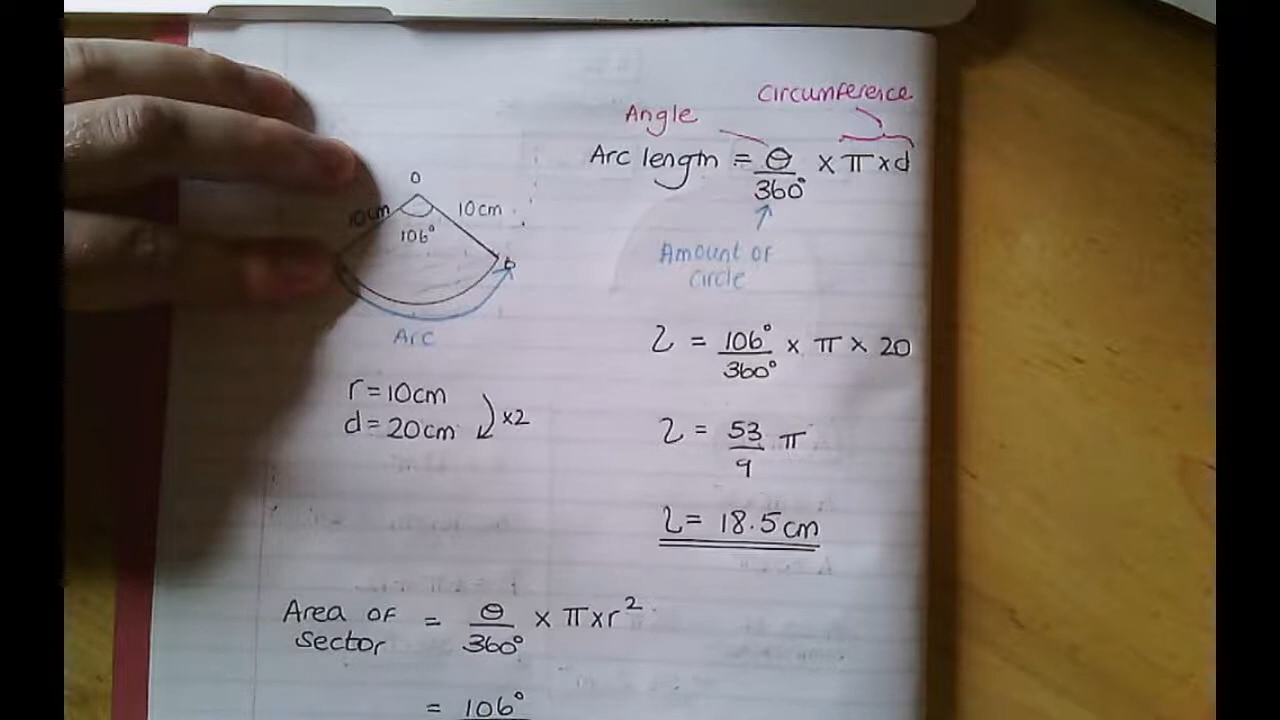 Circumference
Angle
Arc length = θ/360° × π × d
Amount of
circle
O
10cm 10cm
106°
b
Arc
r = 10cm
d = 20cm
×2
l = 106°/360° × π × 20
l = 53/9 π
l = 18.5cm
Area of
sector = θ/360° × π×r²
= 106°